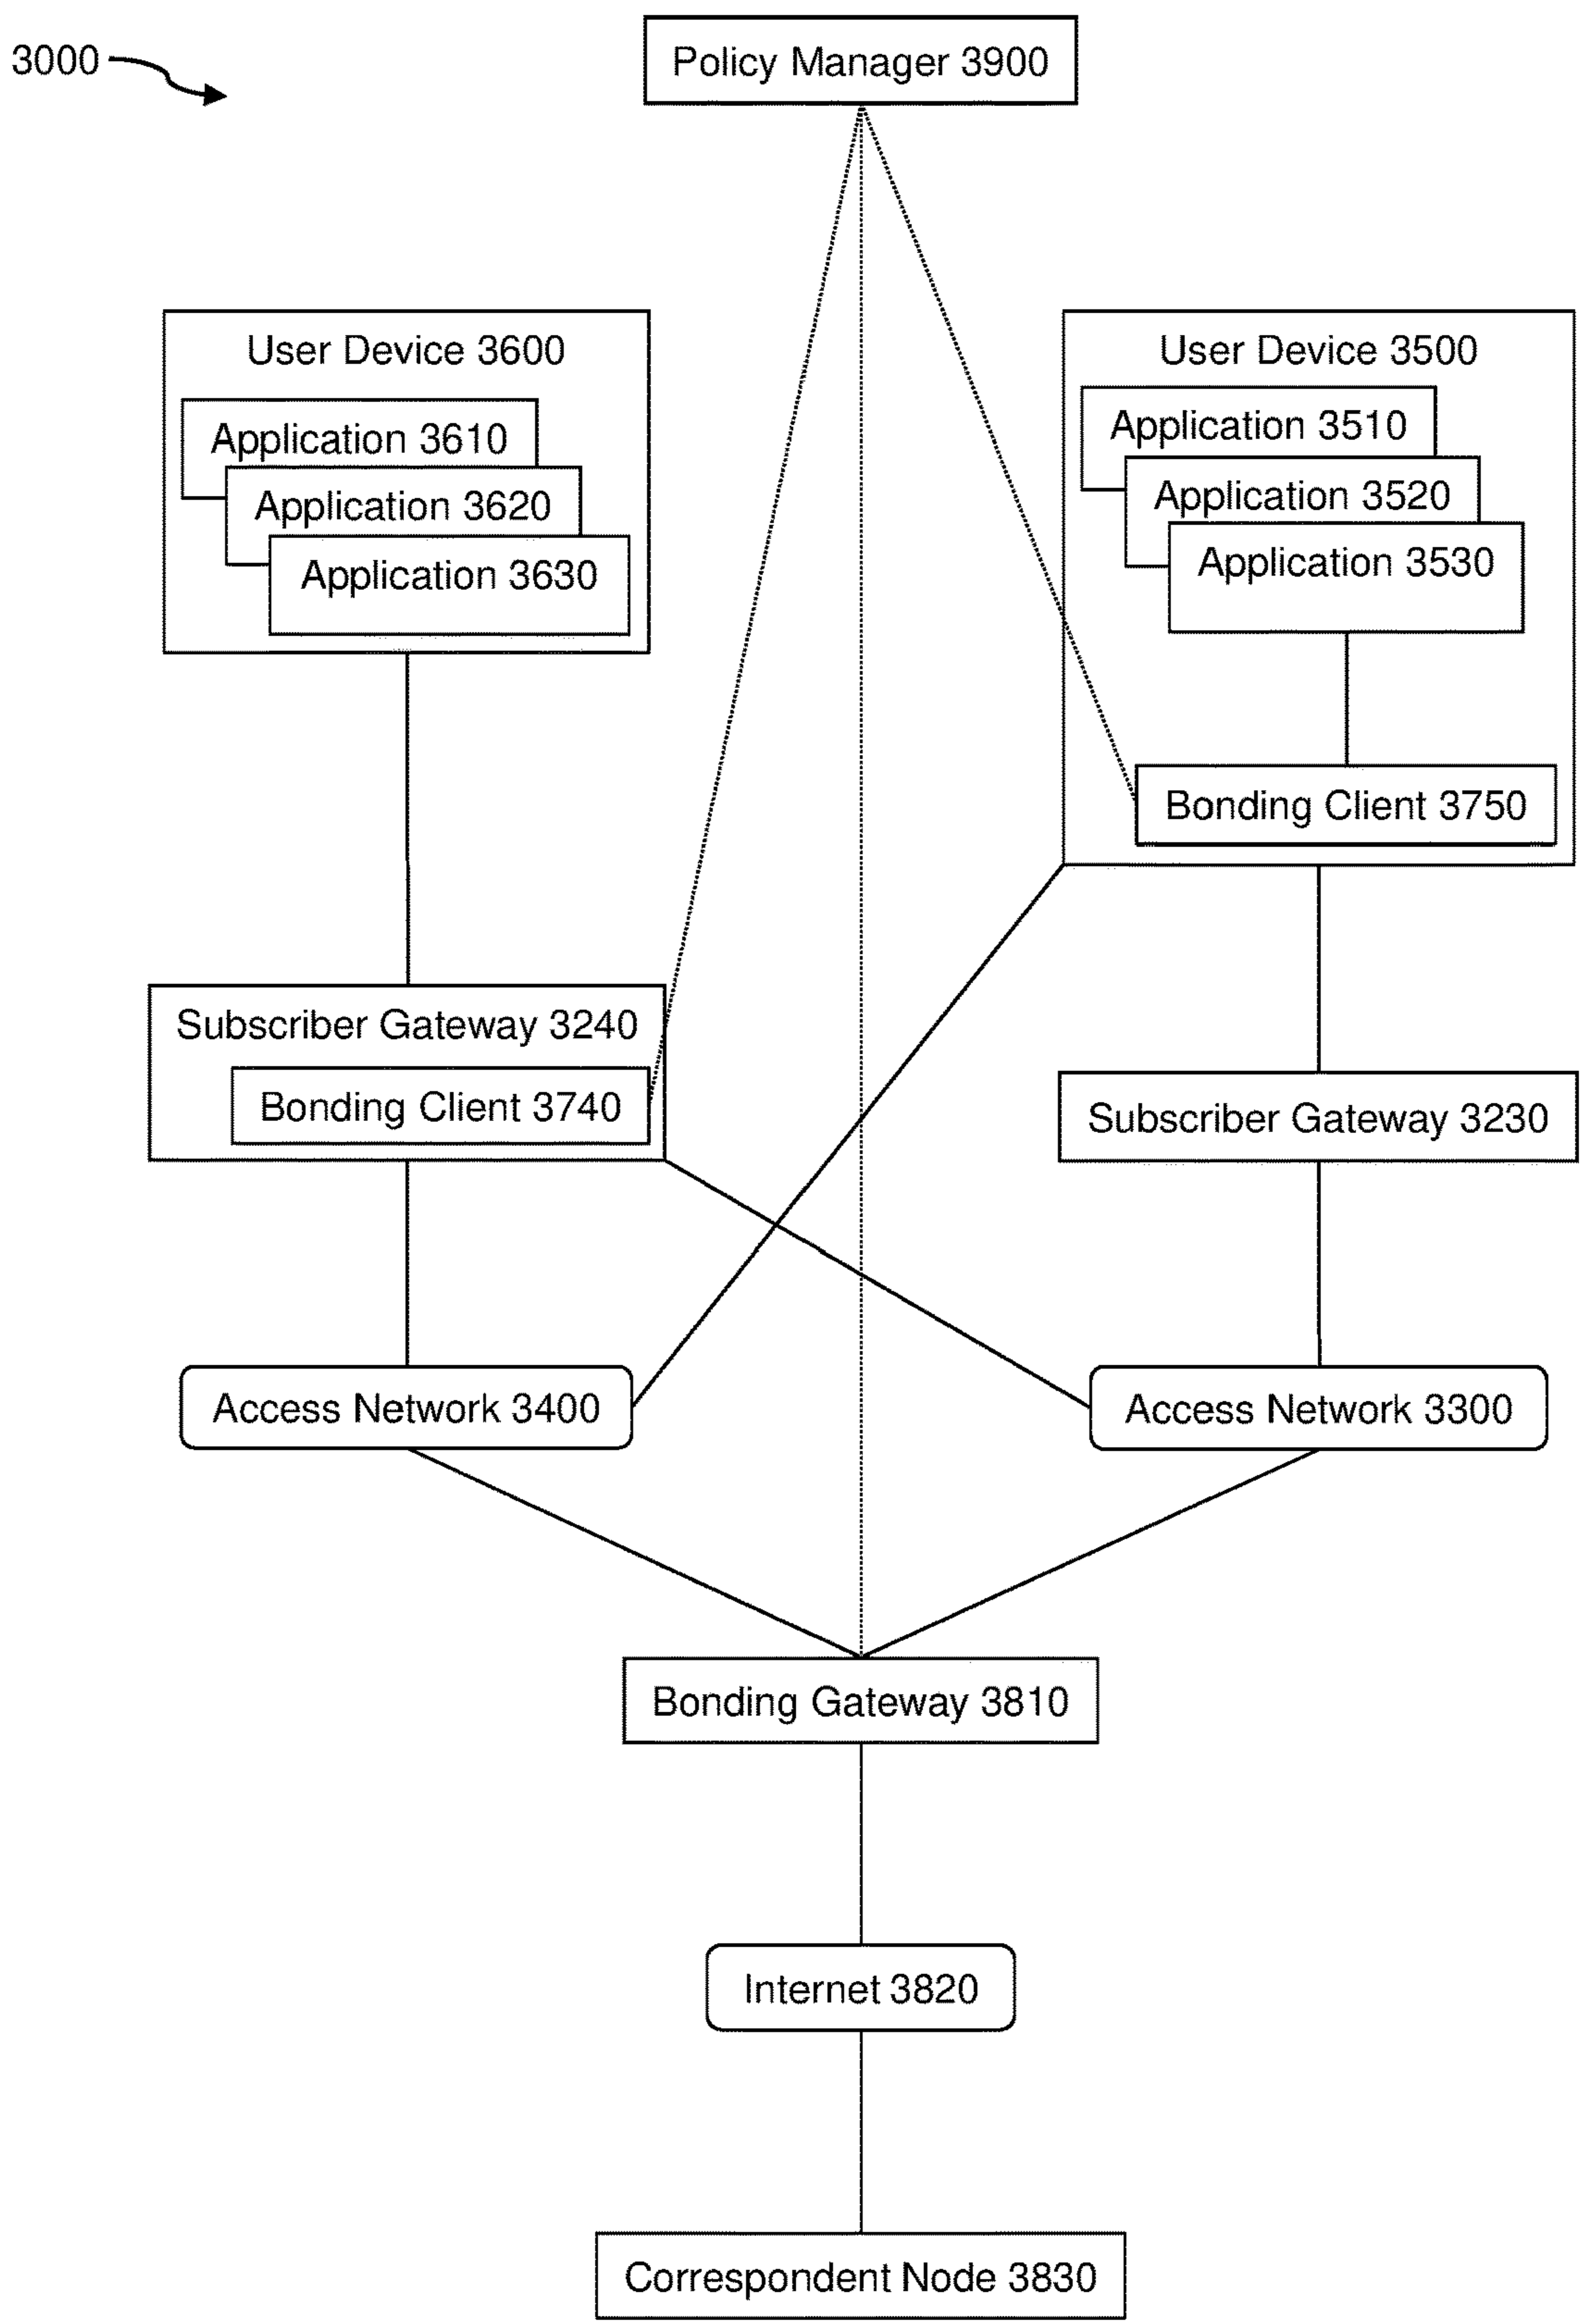 3000
Policy Manager 3900
User Device 3600
Application 3610
Application 3620
Application 3630
User Device 3500
Application 3510
Application 3520
Application 3530
Bonding Client 3750
Subscriber Gateway 3240
Bonding Client 3740
Subscriber Gateway 3230
Access Network 3400
Access Network 3300
Bonding Gateway 3810
Internet 3820
Correspondent Node 3830